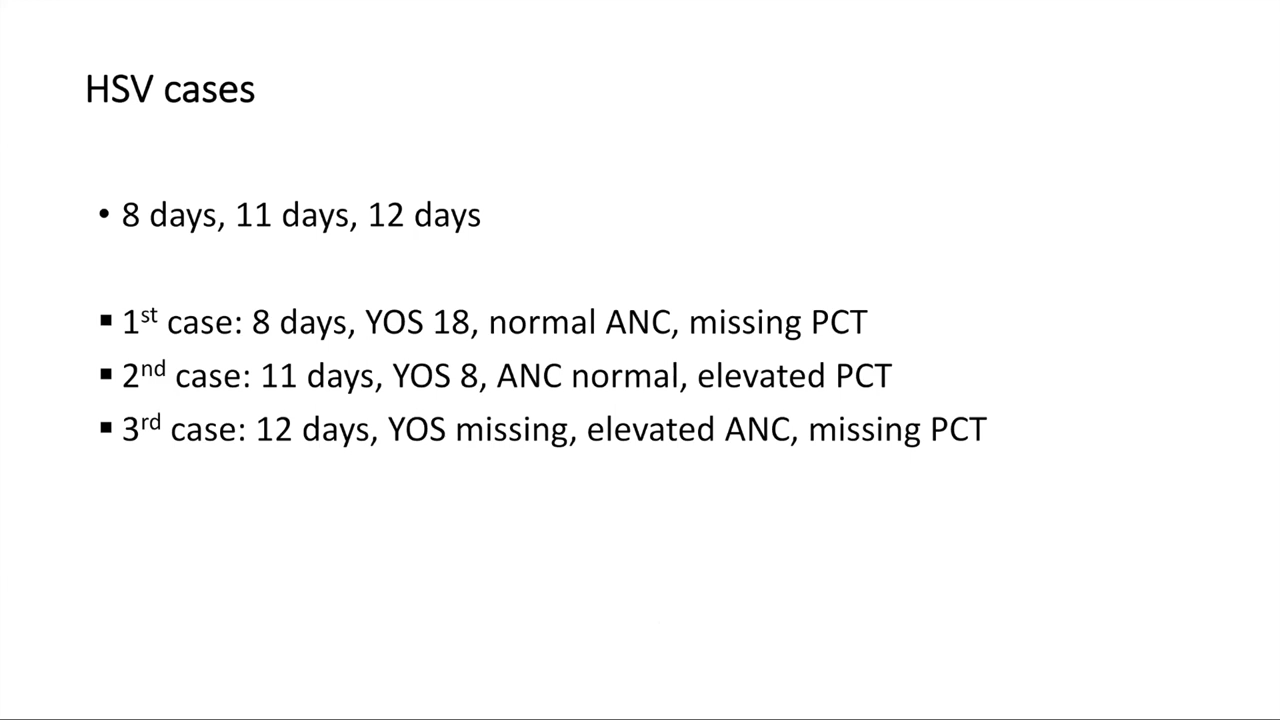 HSV cases
• 8 days, 11 days, 12 days
▪ 1st case: 8 days, YOS 18, normal ANC, missing PCT
▪ 2nd case: 11 days, YOS 8, ANC normal, elevated PCT
▪ 3rd case: 12 days, YOS missing, elevated ANC, missing PCT